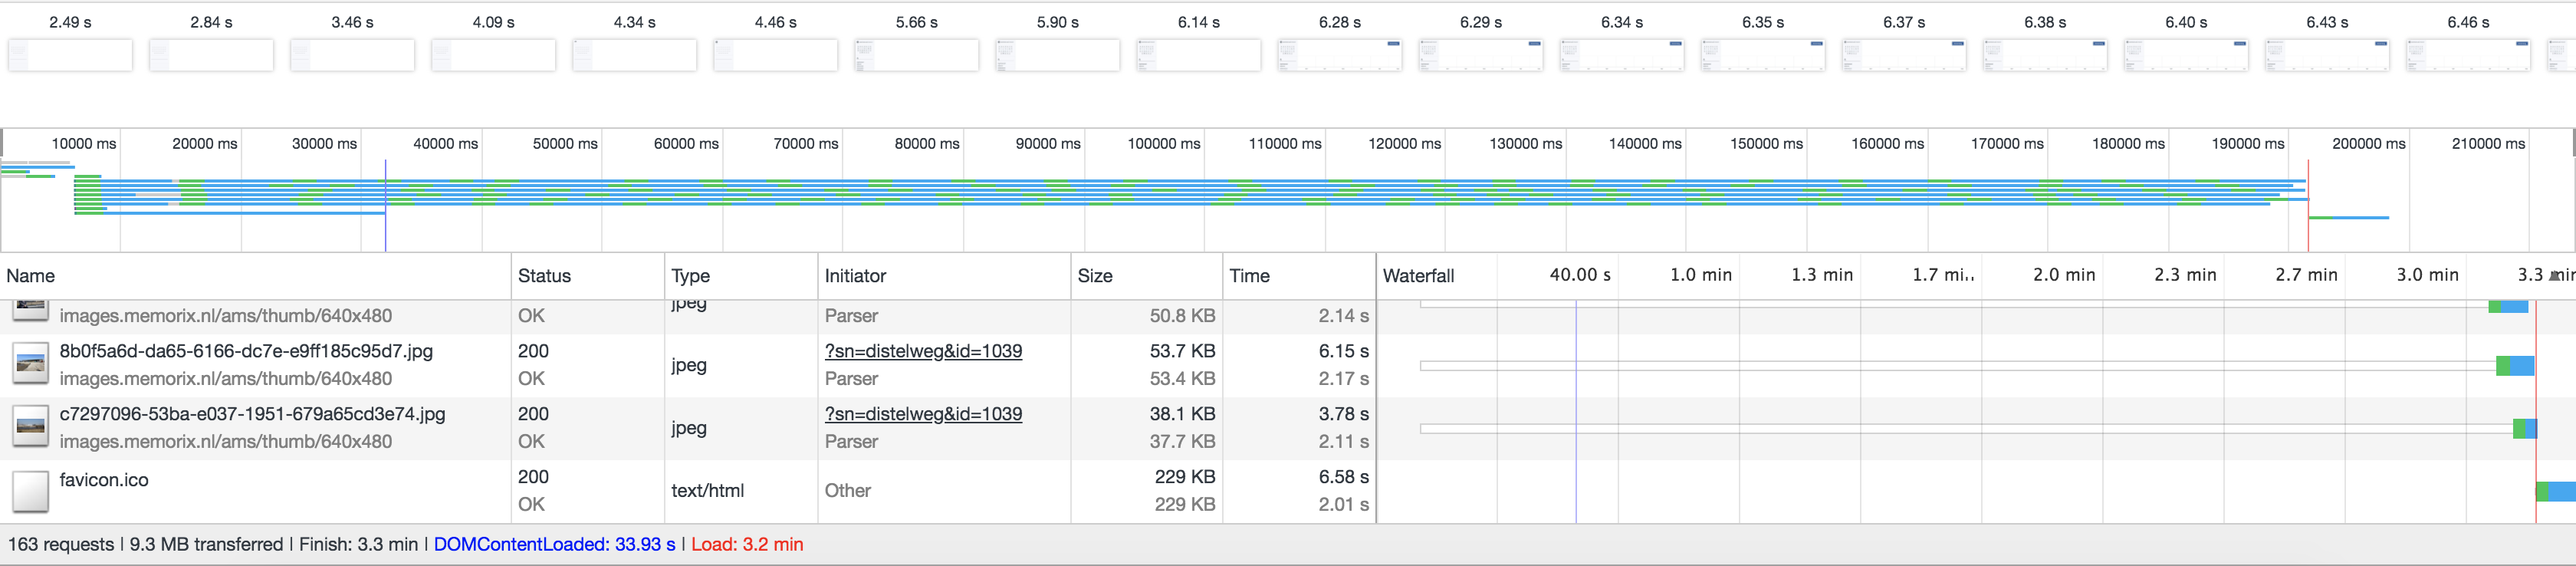 2.49 s 2.84 s 3.46 s 4.09 s 4.34 s 4.46 s 5.66 s 5.90 s 6.14 s 6.28 s 6.29 s 6.34 s 6.35 s 6.37 s 6.38 s 6.40 s 6.43 s 6.46 s
10000 ms 20000 ms 30000 ms 40000 ms 50000 ms 60000 ms 70000 ms 80000 ms 90000 ms 100000 ms 110000 ms 120000 ms 130000 ms 140000 ms 150000 ms 160000 ms 170000 ms 180000 ms 190000 ms 200000 ms 210000 ms
Name Status Type Initiator Size Time Waterfall 40.00 s 1.0 min 1.3 min 1.7 mi... 2.0 min 2.3 min 2.7 min 3.0 min 3.3 min
jpeg
images.memorix.nl/ams/thumb/640x480 OK Parser 50.8 KB 2.14 s
8b0f5a6d-da65-6166-dc7e-e9ff185c95d7.jpg 200 ?sn=distelweg&id=1039 53.7 KB 6.15 s
jpeg
images.memorix.nl/ams/thumb/640x480 OK Parser 53.4 KB 2.17 s
c7297096-53ba-e037-1951-679a65cd3e74.jpg 200 ?sn=distelweg&id=1039 38.1 KB 3.78 s
jpeg
images.memorix.nl/ams/thumb/640x480 OK Parser 37.7 KB 2.11 s
favicon.ico 200 229 KB 6.58 s
text/html Other
OK 229 KB 2.01 s
163 requests | 9.3 MB transferred | Finish: 3.3 min | DOMContentLoaded: 33.93 s | Load: 3.2 min